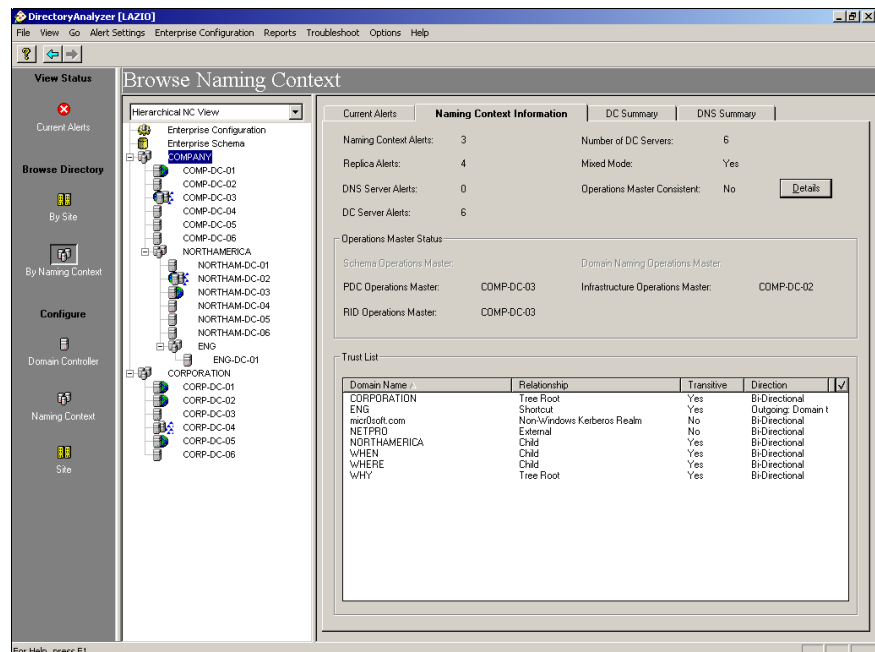 DirectoryAnalyzer [LAZIO]
File View Go Alert Settings Enterprise Configuration Reports Troubleshoot Options Help
View Status
Current Alerts
Browse Directory
By Site
By Naming Context
Configure
Domain Controller
Naming Context
Site
Browse Naming Context
Hierarchical NC View
Enterprise Configuration
Enterprise Schema
COMPANY
COMP-DC-01
COMP-DC-02
COMP-DC-03
COMP-DC-04
COMP-DC-05
COMP-DC-06
NORTHAMERICA
NORTHAM-DC-01
NORTHAM-DC-02
NORTHAM-DC-03
NORTHAM-DC-04
NORTHAM-DC-05
NORTHAM-DC-06
ENG
ENG-DC-01
CORPORATION
CORP-DC-01
CORP-DC-02
CORP-DC-03
CORP-DC-04
CORP-DC-05
CORP-DC-06
Current Alerts Naming Context Information DC Summary DNS Summary
Naming Context Alerts: 3 Number of DC Servers: 6
Replica Alerts: 4 Mixed Mode: Yes
DNS Server Alerts: 0 Operations Master Consistent: No Details
DC Server Alerts: 6
Operations Master Status
Schema Operations Master: Domain Naming Operations Master:
PDC Operations Master: COMP-DC-03 Infrastructure Operations Master: COMP-DC-02
RID Operations Master: COMP-DC-03
Trust List
Domain Name Relationship Transitive Direction
CORPORATION Tree Root Yes Bi-Directional
ENG Shortcut Yes Outgoing: Domain t
micr0soft.com Non-Windows Kerberos Realm No Bi-Directional
NETPRO External No Bi-Directional
NORTHAMERICA Child Yes Bi-Directional
WHEN Child Yes Bi-Directional
WHERE Child Yes Bi-Directional
WHY Tree Root Yes Bi-Directional
For Help, press F1